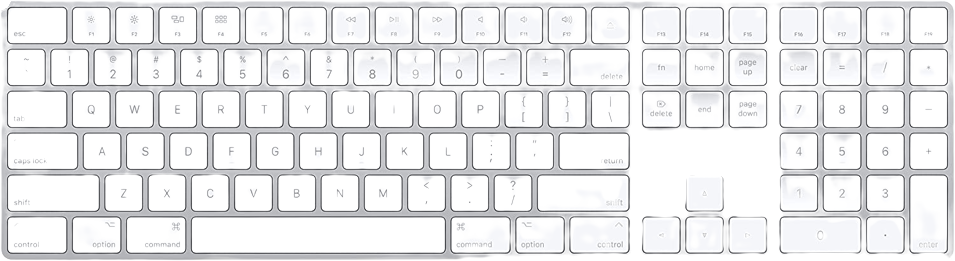 esc F1 F2 F3 F4 F5 F6 F7 F8 F9 F10 F11 F12 F13 F14 F15 F16 F17 F18 F19
~ ! @ # $ % ^ & * ( ) _ +
` 1 2 3 4 5 6 7 8 9 0 - = delete fn home page up clear = / *
tab Q W E R T Y U I O P { [ } ] | \ delete end page down 7 8 9 -
caps lock A S D F G H J K L : ; " ' return 4 5 6 +
shift Z X C V B N M < , > . ? / shift 1 2 3
control option command command option control 0 . enter